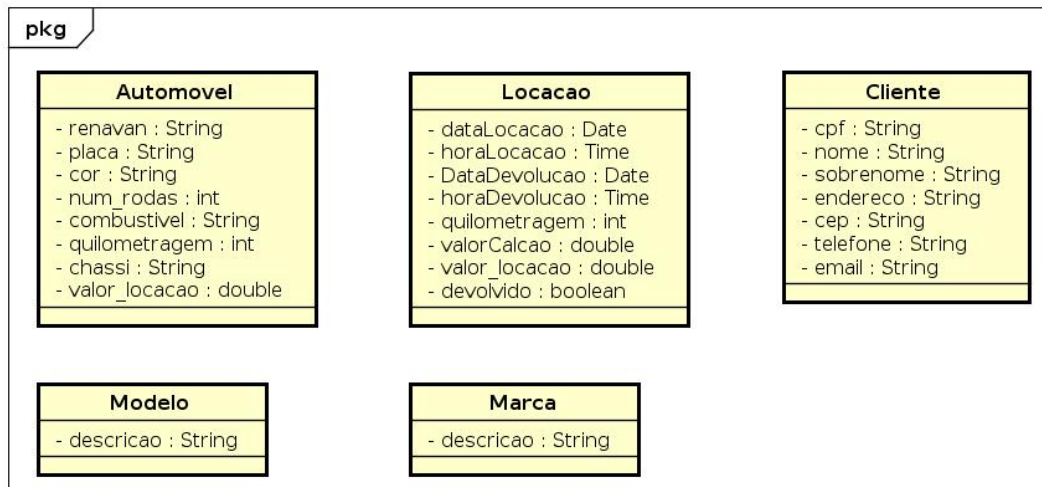 pkg
Automovel
- renavan : String
- placa : String
- cor : String
- num_rodas : int
- combustivel : String
- quilometragem : int
- chassi : String
- valor_locacao : double
Locacao
- dataLocacao : Date
- horaLocacao : Time
- DataDevolucao : Date
- horaDevolucao : Time
- quilometragem : int
- valorCalcao : double
- valor_locacao : double
- devolvido : boolean
Cliente
- cpf : String
- nome : String
- sobrenome : String
- endereco : String
- cep : String
- telefone : String
- email : String
Modelo
- descricao : String
Marca
- descricao : String